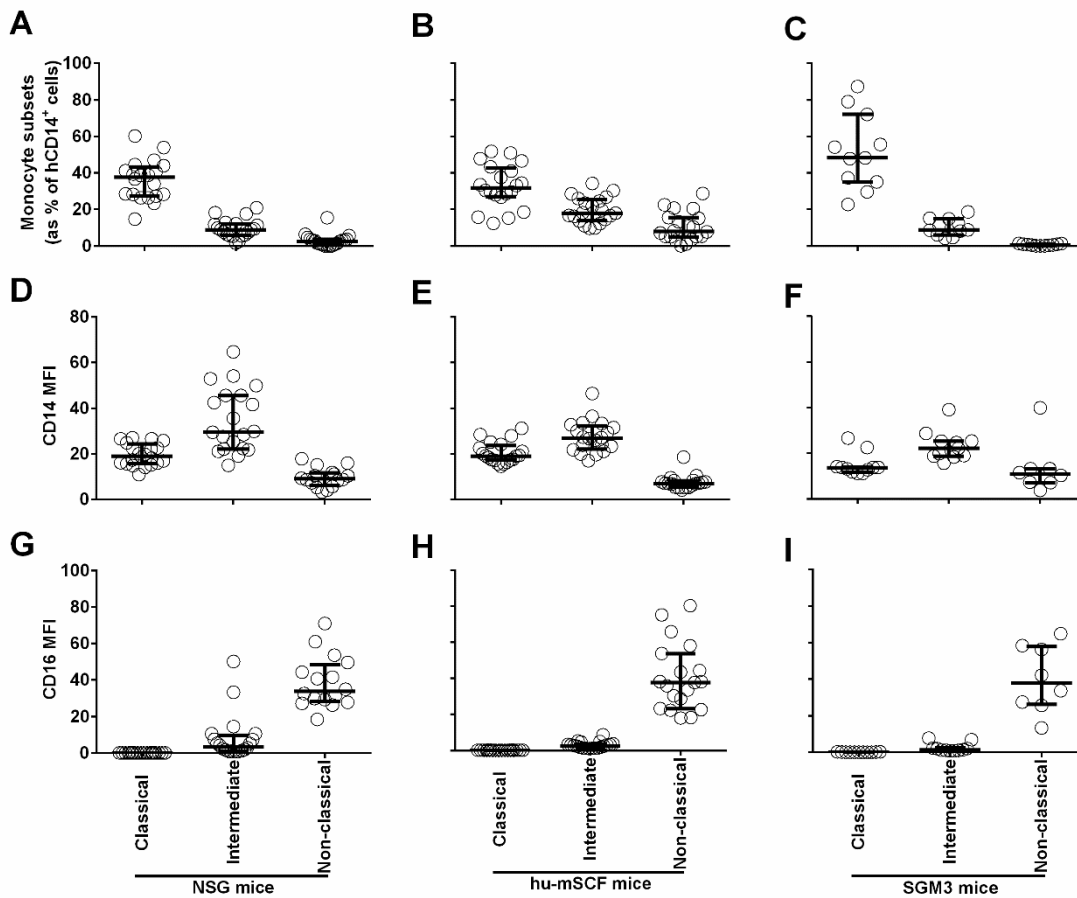 A
B
C
Monocyte subsets
(as % of hCD14+ cells)
100
80
60
40
20
0
D
E
F
CD14 MFI
80
60
40
20
0
G
H
I
CD16 MFI
100
80
60
40
20
0
Classical
Intermediate
Non-classical
Classical
Intermediate
Non-classical
Classical
Intermediate
Non-classical
NSG mice
hu-mSCF mice
SGM3 mice